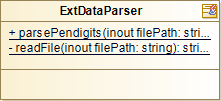 ExtDataParser
+ parsePendigits(inout filePath: stri...
- readFile(inout filePath: string): stri...